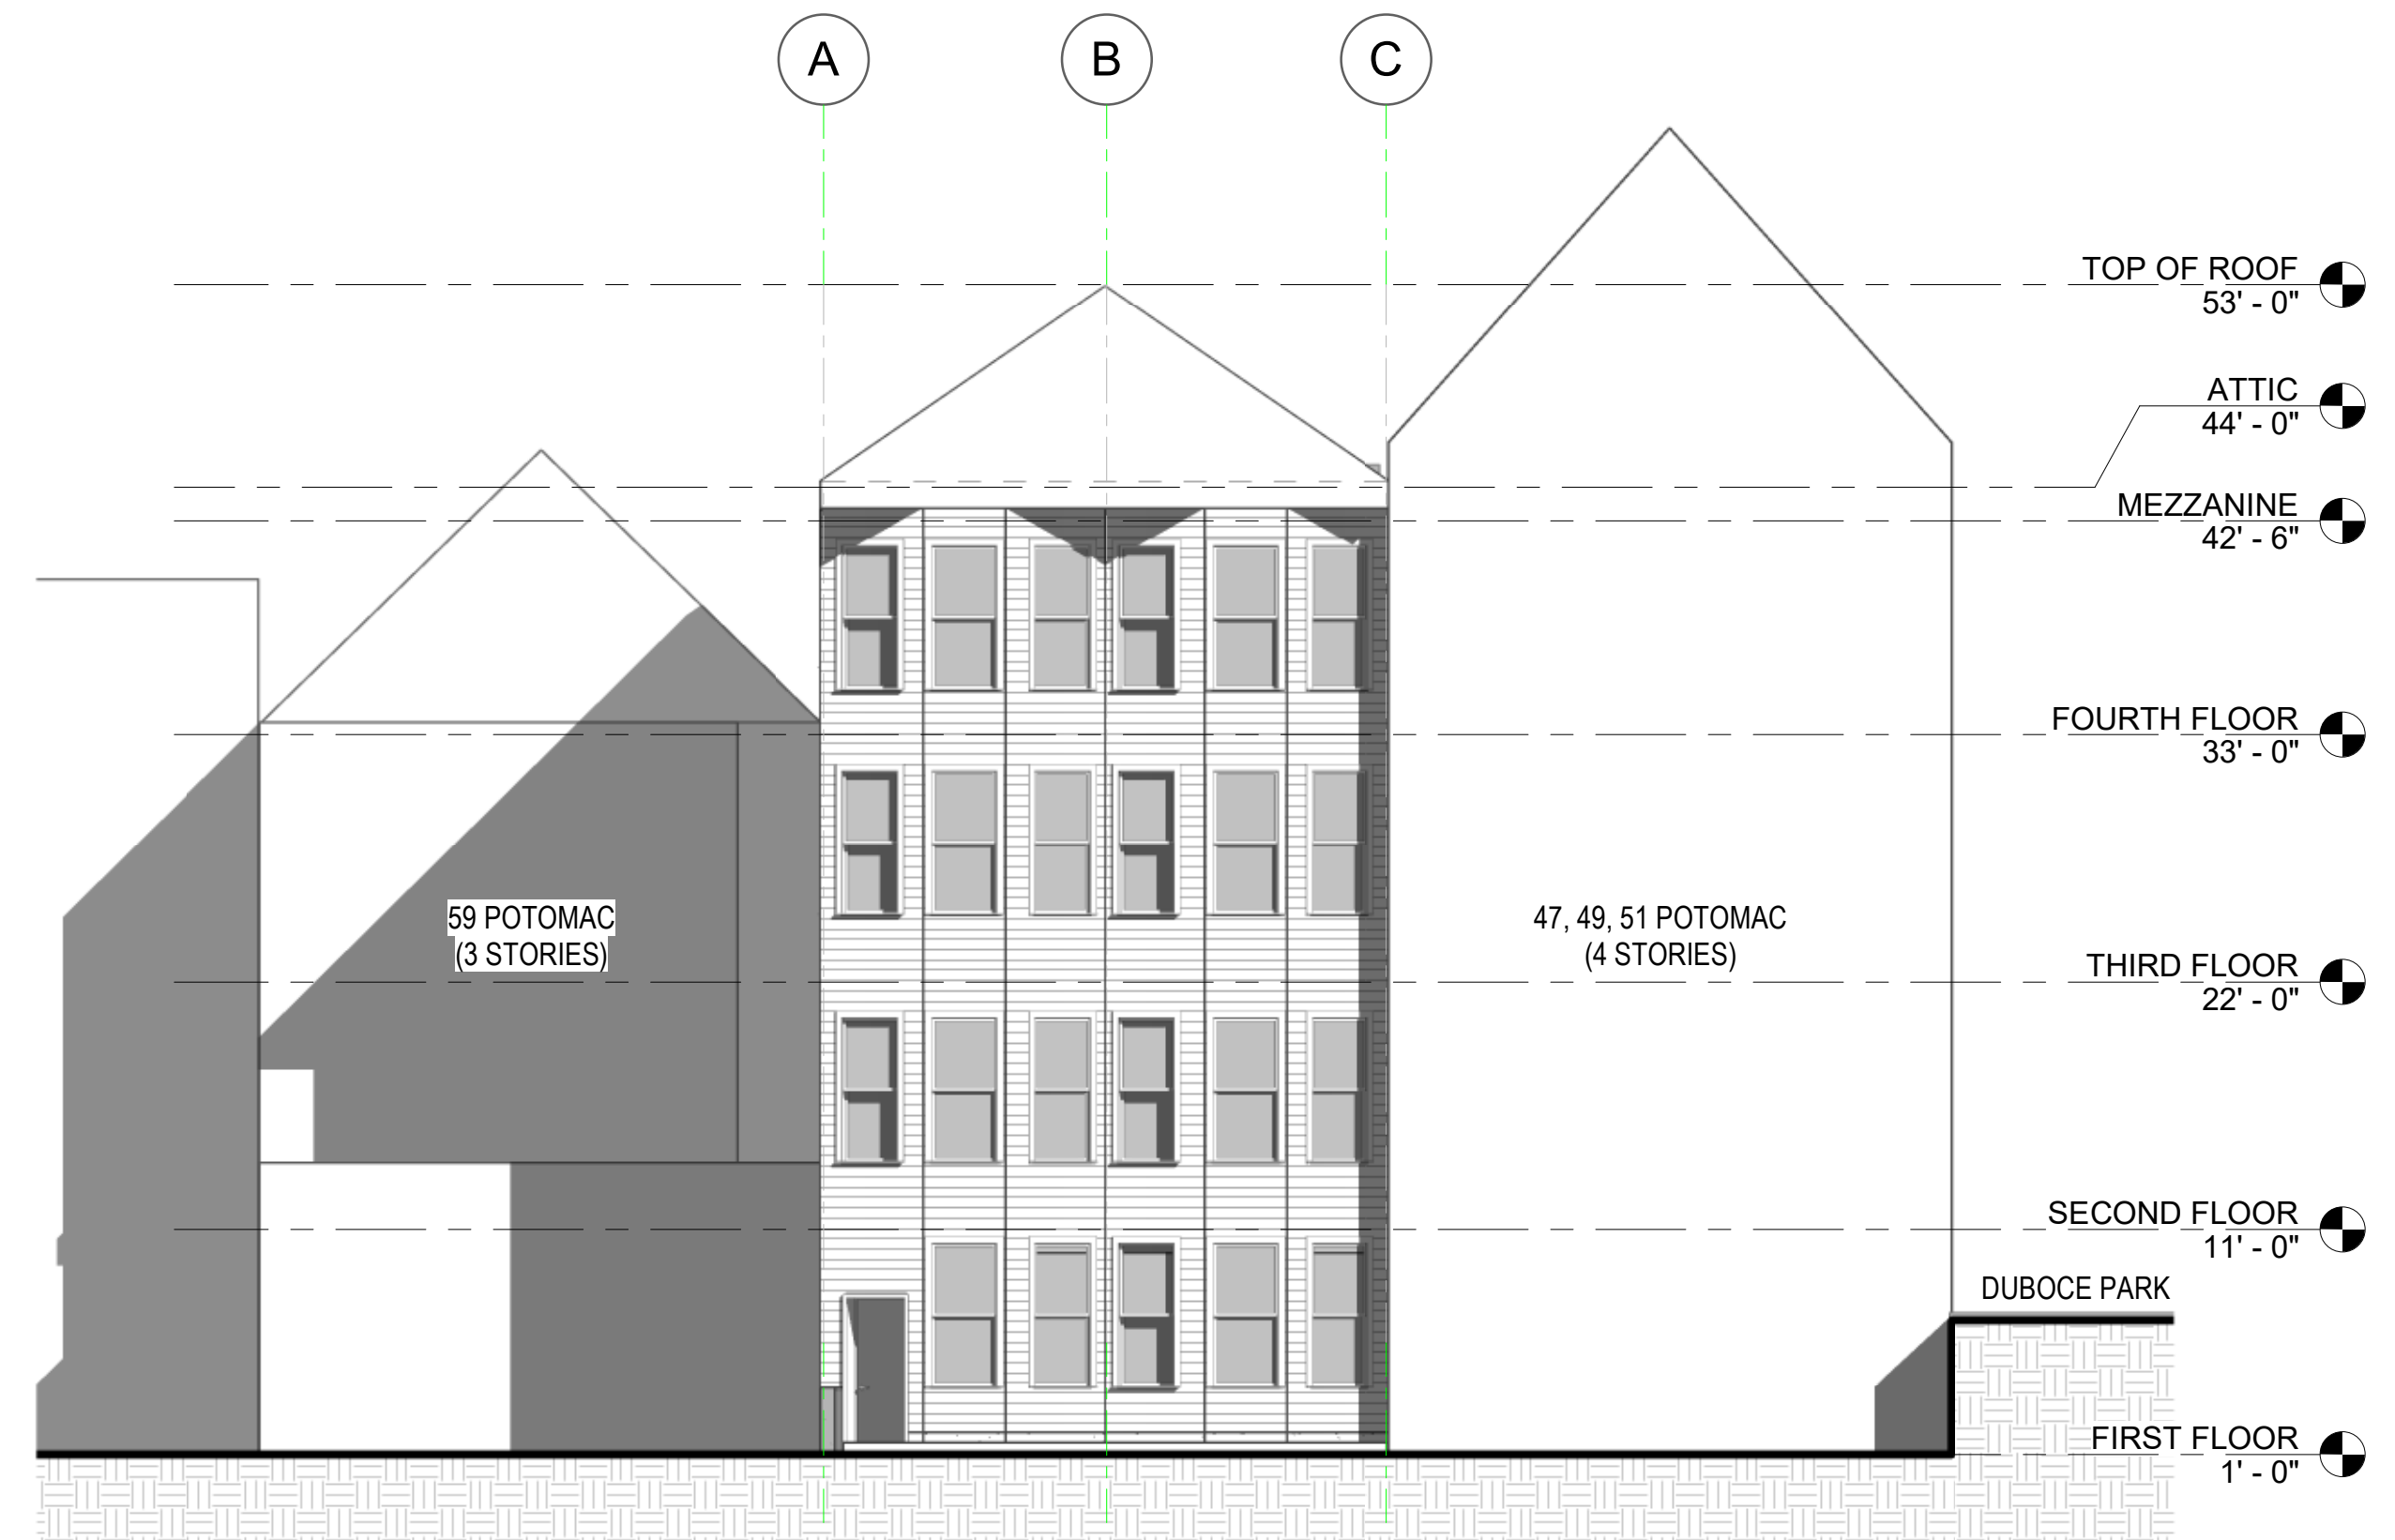 A
B
C
TOP OF ROOF
53' - 0"
ATTIC
44' - 0"
MEZZANINE
42' - 6"
FOURTH FLOOR
33' - 0"
59 POTOMAC
(3 STORIES)
47, 49, 51 POTOMAC
(4 STORIES)
THIRD FLOOR
22' - 0"
SECOND FLOOR
11' - 0"
DUBOCE PARK
FIRST FLOOR
1' - 0"